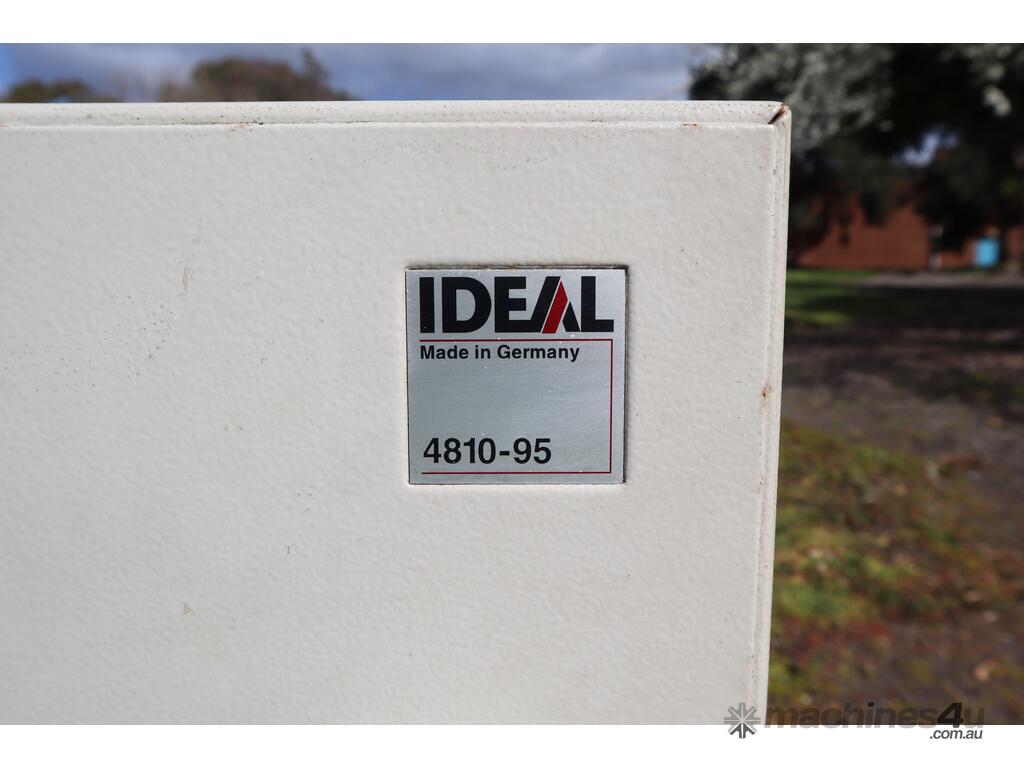 IDEAL
Made in Germany
4810-95
machines4u
.com.au